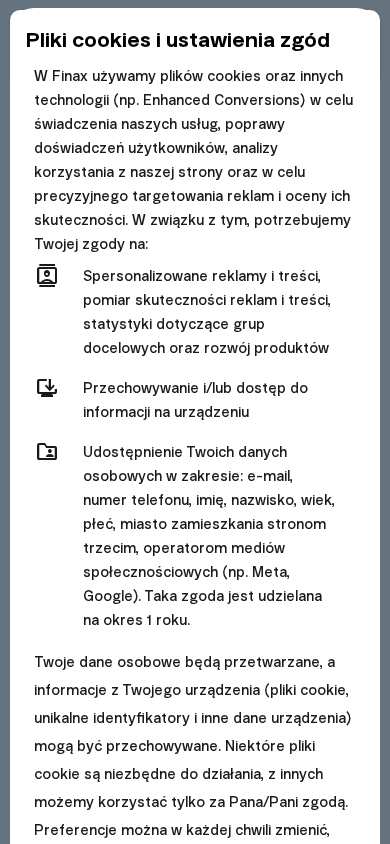 Pliki cookies i ustawienia zgód
W Finax używamy plików cookies oraz innych
technologii (np. Enhanced Conversions) w celu
świadczenia naszych usług, poprawy
doświadczeń użytkowników, analizy
korzystania z naszej strony oraz w celu
precyzyjnego targetowania reklam i oceny ich
skuteczności. W związku z tym, potrzebujemy
Twojej zgody na:
Spersonalizowane reklamy i treści,
pomiar skuteczności reklam i treści,
statystyki dotyczące grup
docelowych oraz rozwój produktów
Przechowywanie i/lub dostęp do
informacji na urządzeniu
Udostępnienie Twoich danych
osobowych w zakresie: e-mail,
numer telefonu, imię, nazwisko, wiek,
płeć, miasto zamieszkania stronom
trzecim, operatorom mediów
społecznościowych (np. Meta,
Google). Taka zgoda jest udzielana
na okres 1 roku.
Twoje dane osobowe będą przetwarzane, a
informacje z Twojego urządzenia (pliki cookie,
unikalne identyfikatory i inne dane urządzenia)
mogą być przechowywane. Niektóre pliki
cookie są niezbędne do działania, z innych
możemy korzystać tylko za Pana/Pani zgodą.
Preferencje można w każdej chwili zmienić,